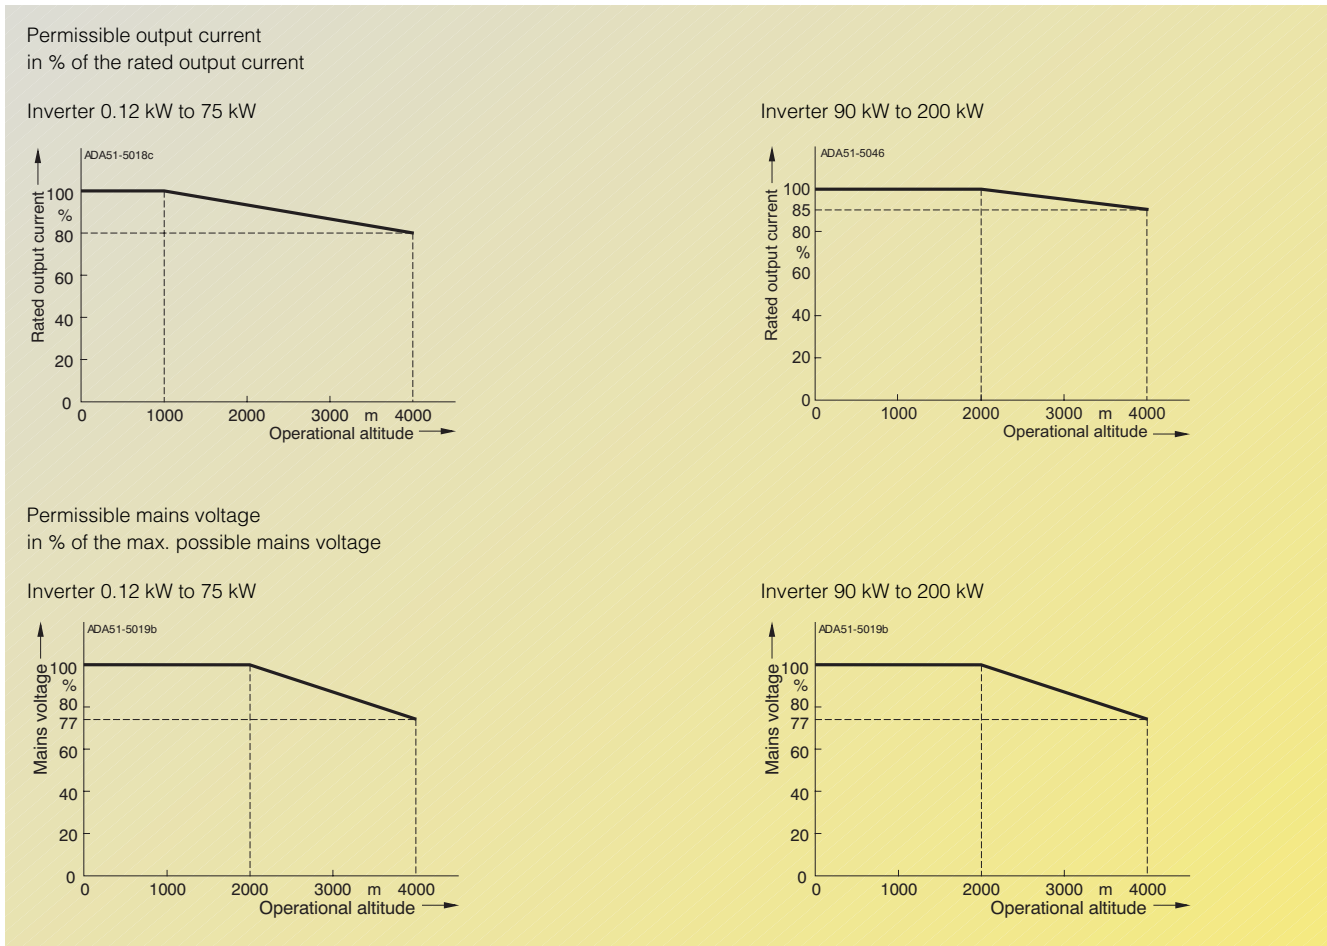 Permissible output current
in % of the rated output current
Inverter 0.12 kW to 75 kW
ADA51-5018c
Rated output current
100
%
80
60
40
20
0
0 1000 2000 3000 m 4000
Operational altitude
Inverter 90 kW to 200 kW
ADA51-5046
Rated output current
100
85
80
%
60
40
20
0
0 1000 2000 3000 m 4000
Operational altitude
Permissible mains voltage
in % of the max. possible mains voltage
Inverter 0.12 kW to 75 kW
ADA51-5019b
Mains voltage
100
%
80
77
60
40
20
0
0 1000 2000 3000 m 4000
Operational altitude
Inverter 90 kW to 200 kW
ADA51-5019b
Mains voltage
100
%
80
77
60
40
20
0
0 1000 2000 3000 m 4000
Operational altitude